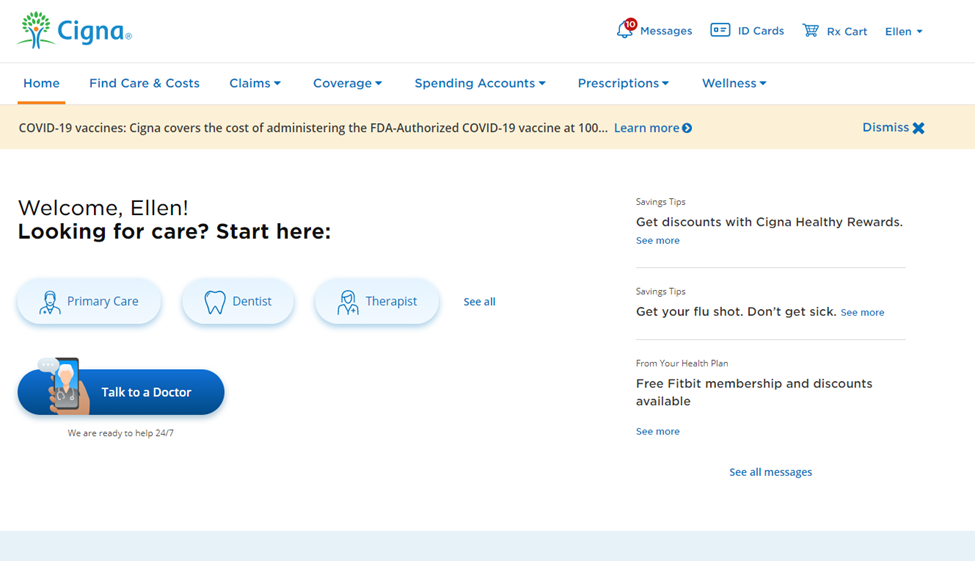 Cigna®
10
Messages
ID Cards
Rx Cart
Ellen
Home
Find Care & Costs
Claims
Coverage
Spending Accounts
Prescriptions
Wellness
COVID-19 vaccines: Cigna covers the cost of administering the FDA-Authorized COVID-19 vaccine at 100... Learn more
Dismiss
Welcome, Ellen!
Looking for care? Start here:
Primary Care
Dentist
Therapist
See all
Talk to a Doctor
We are ready to help 24/7
Savings Tips
Get discounts with Cigna Healthy Rewards.
See more
Savings Tips
Get your flu shot. Don't get sick. See more
From Your Health Plan
Free Fitbit membership and discounts
available
See more
See all messages